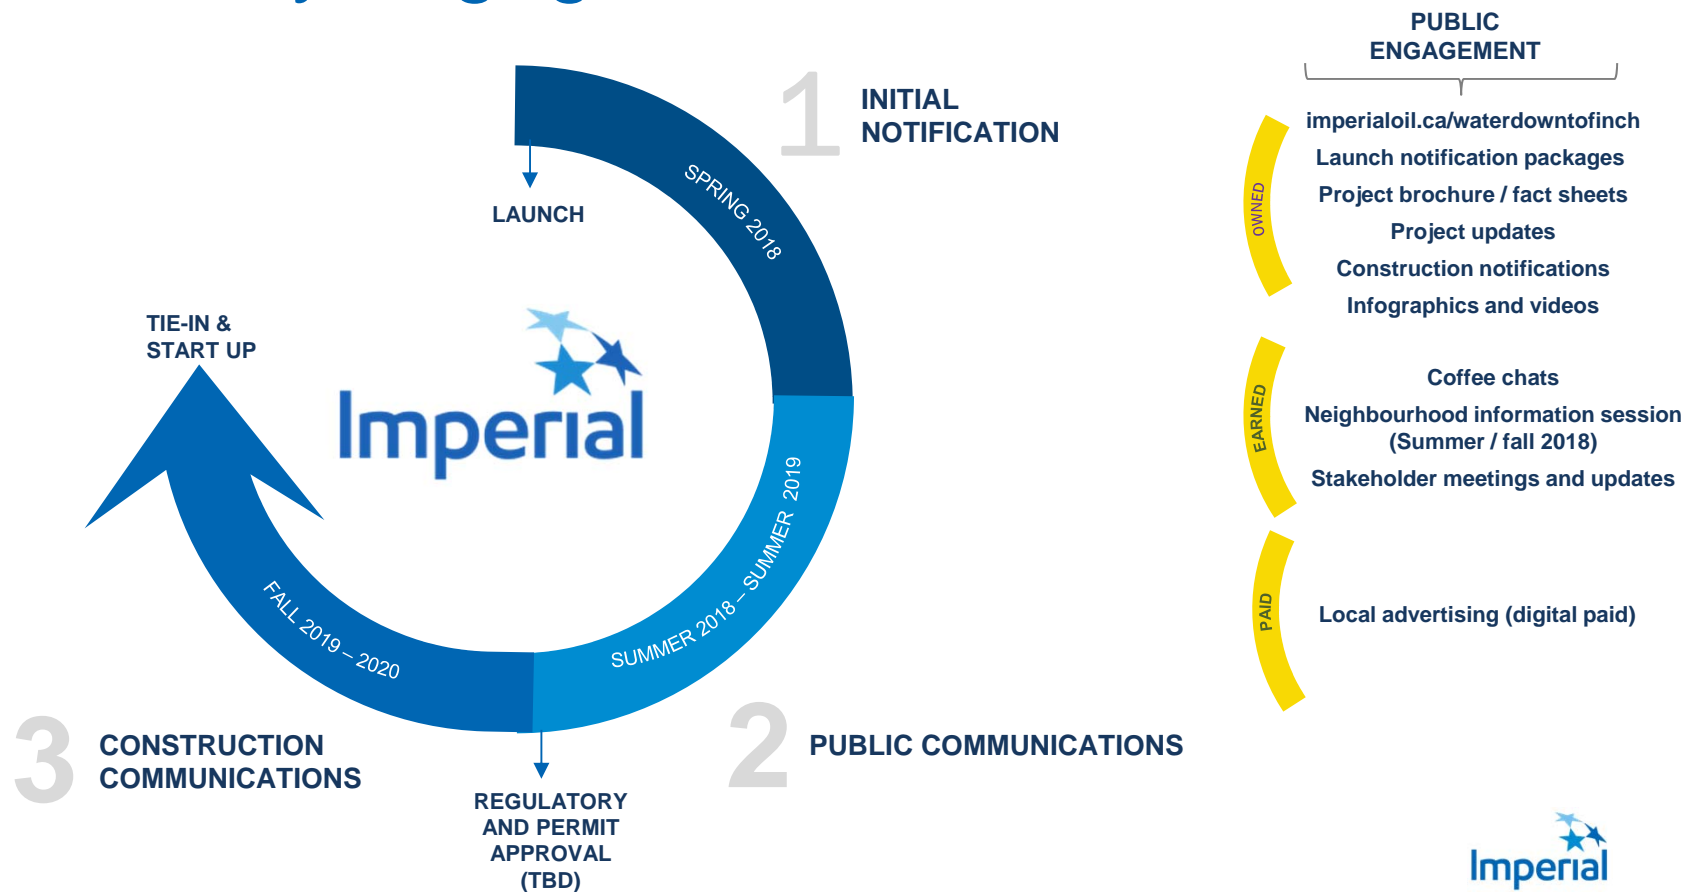 1
INITIAL
NOTIFICATION
SPRING 2018
LAUNCH
TIE-IN &
START UP
Imperial
SUMMER 2018 – SUMMER 2019
FALL 2019 – 2020
3
CONSTRUCTION
COMMUNICATIONS
2
PUBLIC COMMUNICATIONS
REGULATORY
AND PERMIT
APPROVAL
(TBD)
PUBLIC
ENGAGEMENT
OWNED
imperialoil.ca/waterdowntofinch
Launch notification packages
Project brochure / fact sheets
Project updates
Construction notifications
Infographics and videos
EARNED
Coffee chats
Neighbourhood information session
(Summer / fall 2018)
Stakeholder meetings and updates
PAID
Local advertising (digital paid)
Imperial